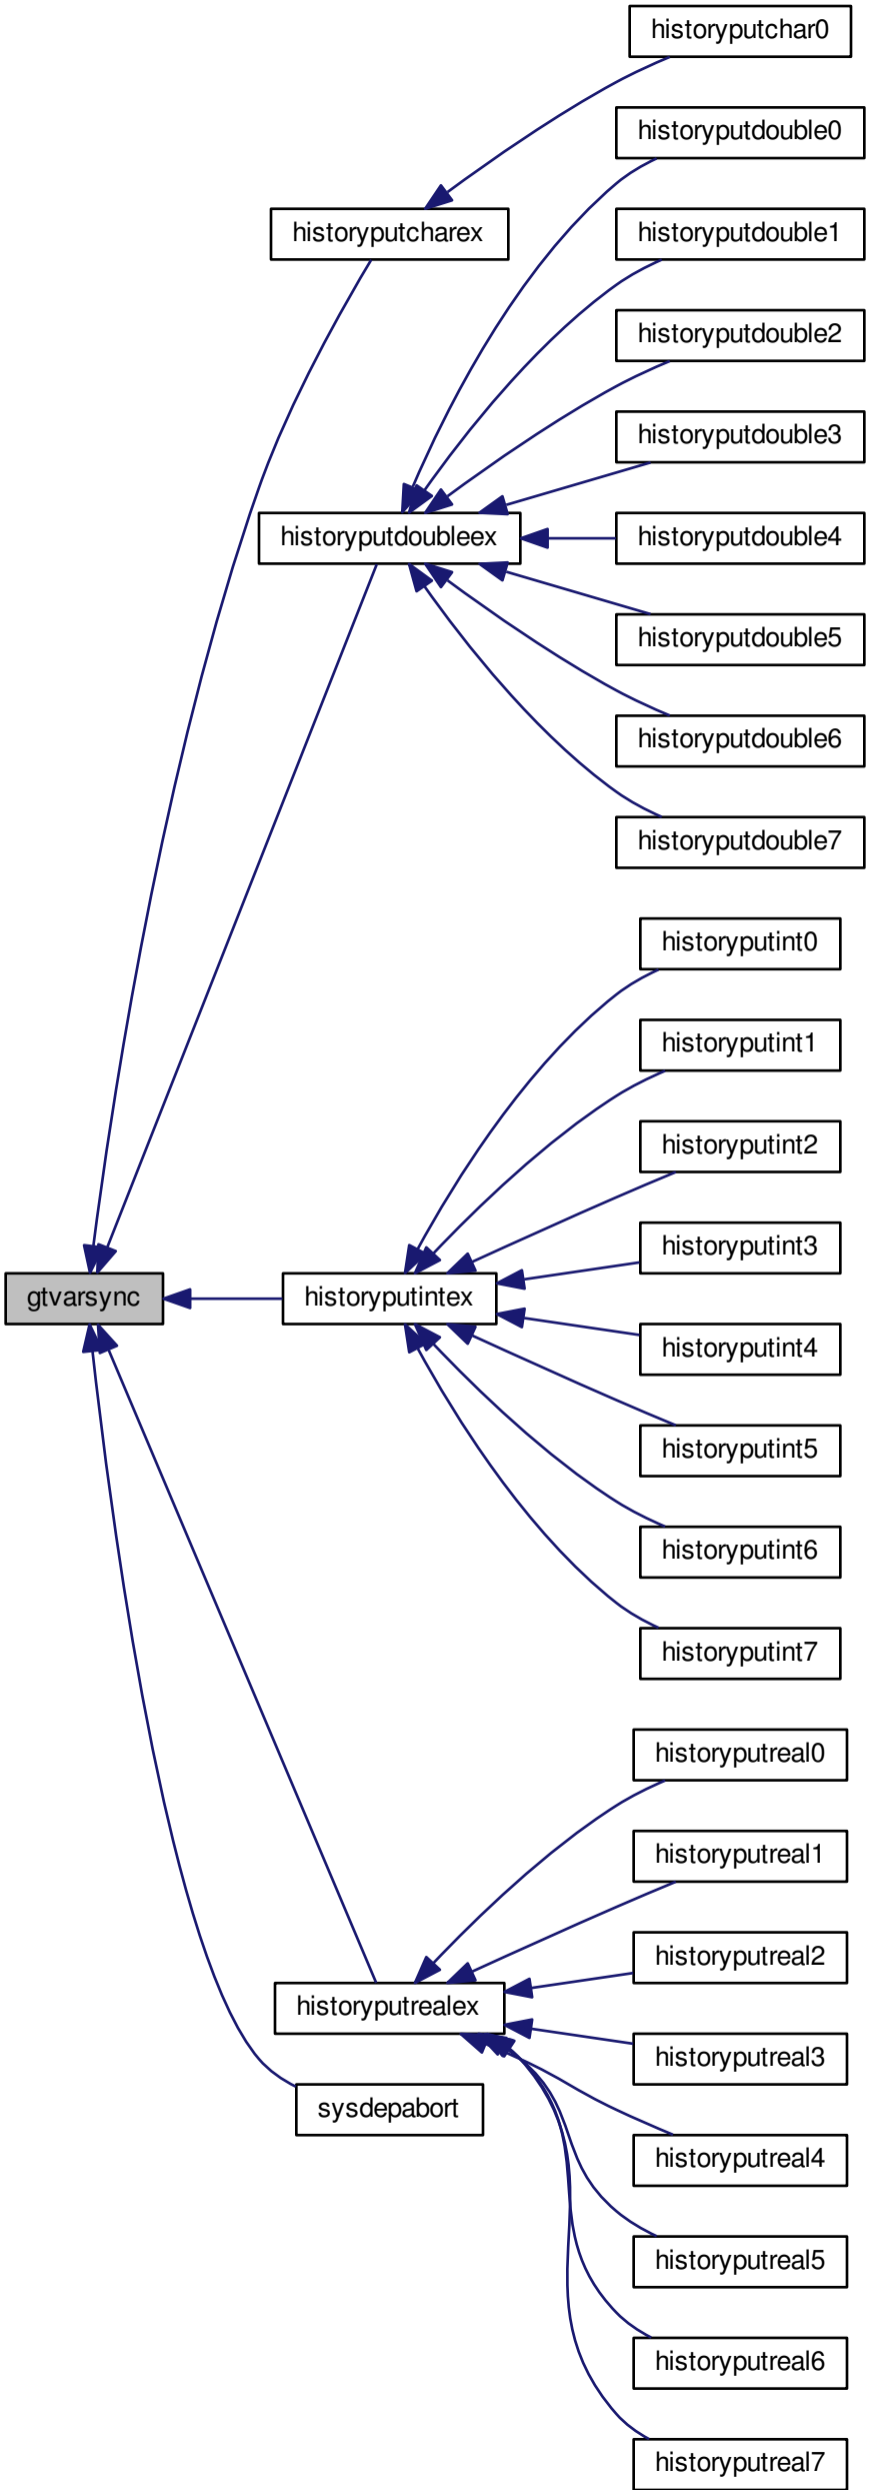 historyputchar0
historyputdouble0
historyputcharex
historyputdouble1
historyputdouble2
historyputdouble3
historyputdoubleex
historyputdouble4
historyputdouble5
historyputdouble6
historyputdouble7
historyputint0
historyputint1
historyputint2
historyputint3
gtvarsync
historyputintex
historyputint4
historyputint5
historyputint6
historyputint7
historyputreal0
historyputreal1
historyputreal2
historyputrealex
historyputreal3
sysdepabort
historyputreal4
historyputreal5
historyputreal6
historyputreal7